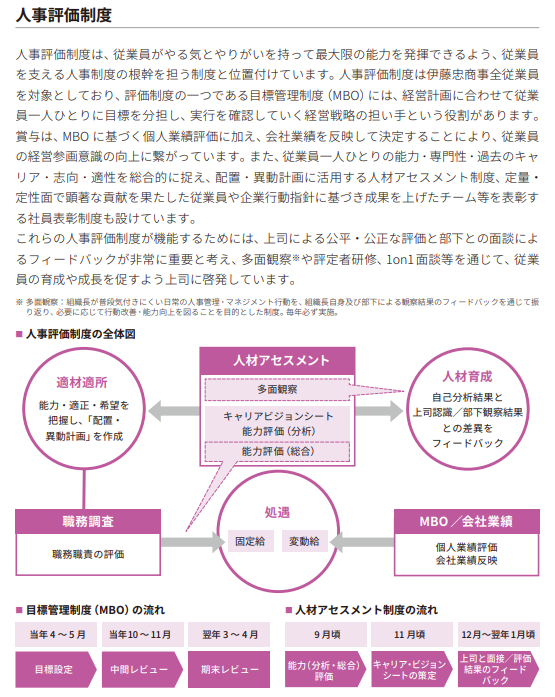 人事評価制度
人事評価制度は、従業員がやる気とやりがいを持って最大限の能力を発揮できるよう、従業員
を支える人事制度の根幹を担う制度と位置付けています。人事評価制度は伊藤忠商事全従業員
を対象としており、評価制度の一つである目標管理制度（MBO）には、経営計画に合わせて従業
員一人ひとりに目標を分担し、実行を確認していく経営戦略の担い手という役割があります。
賞与は、MBO に基づく個人業績評価に加え、会社業績を反映して決定することにより、従業員
の経営参画意識の向上に繋がっています。また、従業員一人ひとりの能力・専門性・過去のキャ
リア・志向・適性を総合的に捉え、配置・異動計画に活用する人材アセスメント制度、定量・
定性面で顕著な貢献を果たした従業員や企業行動指針に基づき成果を上げたチーム等を表彰す
る社員表彰制度も設けています。
これらの人事評価制度が機能するためには、上司による公平・公正な評価と部下との面談によ
るフィードバックが非常に重要と考え、多面観察※や評定者研修、1on1面談等を通じて、従業
員の育成や成長を促すよう上司に啓発しています。
※ 多面観察：組織長が普段気付きにくい日常の人事管理・マネジメント行動を、組織長自身及び部下による観察結果のフィードバックを通じて振
り返り、必要に応じて行動改善・能力向上を図ることを目的とした制度。毎年必ず実施。
■ 人事評価制度の全体図
適材適所
能力・適正・希望を
把握し、「配置・
異動計画」を作成
人材アセスメント
多面観察
キャリアビジョンシート
能力評価（分析）
能力評価（総合）
人材育成
自己分析結果と
上司認識／部下観察結果
との差異を
フィードバック
職務調査
職務職責の評価
処遇
固定給
変動給
MBO／会社業績
個人業績評価
会社業績反映
■ 目標管理制度（MBO）の流れ
当年 4 ～ 5 月
当年10 ～ 11月
翌年 3 ～ 4 月
目標設定
中間レビュー
期末レビュー
■ 人材アセスメント制度の流れ
9 月頃
11 月頃
12月～翌年 1月頃
能力（分析・総合）
評価
キャリア・ビジョン
シートの策定
上司と面接／評価
結果のフィード
バック